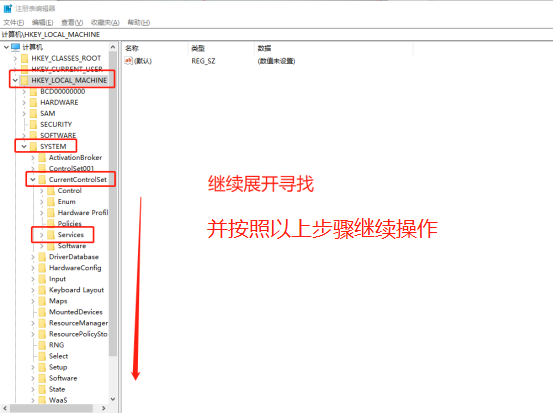 注册表编辑器
文件(F) 编辑(E) 查看(V) 收藏夹(A) 帮助(H)
计算机\HKEY_LOCAL_MACHINE
计算机
HKEY_CLASSES_ROOT
HKEY_CURRENT_USER
HKEY_LOCAL_MACHINE
BCD00000000
HARDWARE
SAM
SECURITY
SOFTWARE
SYSTEM
ActivationBroker
ControlSet001
CurrentControlSet
Control
Enum
Hardware Profil
Policies
Services
Software
DriverDatabase
HardwareConfig
Input
Keyboard Layout
Maps
MountedDevices
ResourceManager
ResourcePolicySto
RNG
Select
Setup
Software
State
WaaS
名称 类型 数据
(默认) REG_SZ (数值未设置)
继续展开寻找
并按照以上步骤继续操作